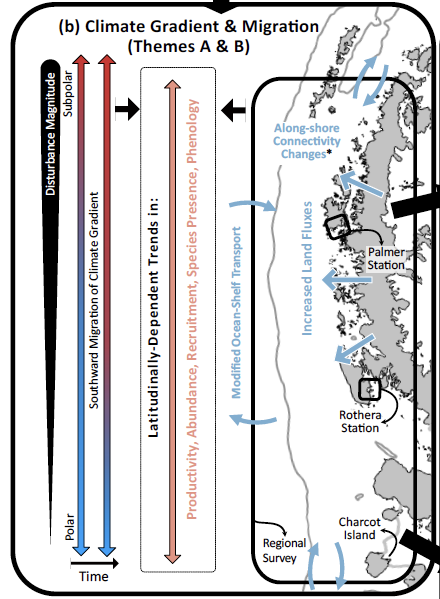 (b) Climate Gradient & Migration
(Themes A & B)
Disturbance Magnitude
Subpolar
Southward Migration of Climate Gradient
Polar
Time
Latitudinally-Dependent Trends in:
Productivity, Abundance, Recruitment, Species Presence, Phenology
Modified Ocean-Shelf Transport
Along-shore
Connectivity
Changes*
Increased Land Fluxes
Palmer
Station
Rothera
Station
Charcot
Island
Regional
Survey